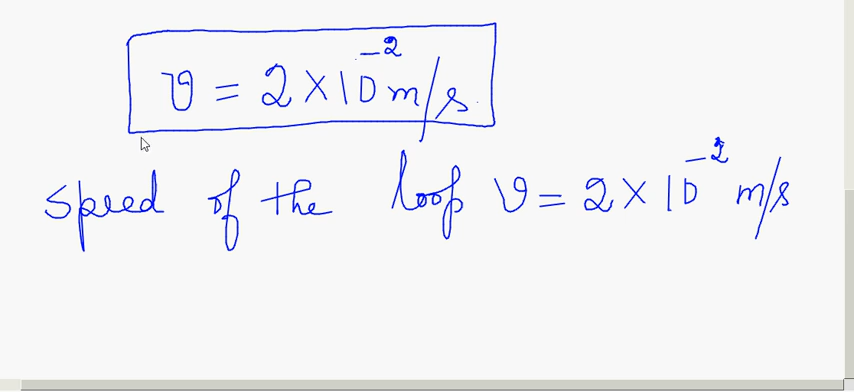 v = 2 × 10⁻² m/s.
speed of the loop v = 2 × 10⁻² m/s